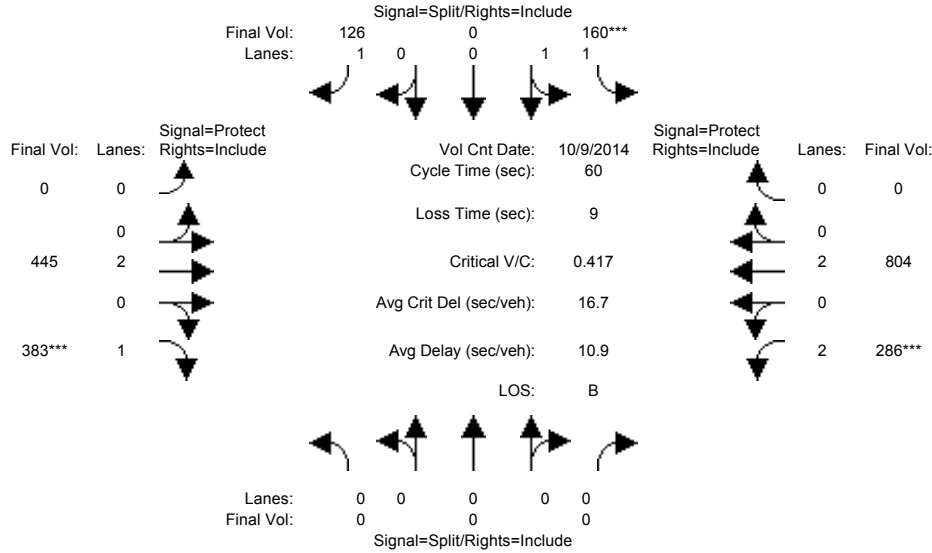 Signal=Split/Rights=Include
Final Vol: 126 0 160***
Lanes: 1 0 0 1 1
Signal=Protect Signal=Protect
Final Vol: Lanes: Rights=Include Vol Cnt Date: 10/9/2014 Rights=Include Lanes: Final Vol:
Cycle Time (sec): 60
0 0 0 0
Loss Time (sec): 9
0 0
445 2 Critical V/C: 0.417 2 804
0 Avg Crit Del (sec/veh): 16.7 0
383*** 1 Avg Delay (sec/veh): 10.9 2 286***
LOS: B
Lanes: 0 0 0 0 0
Final Vol: 0 0 0
Signal=Split/Rights=Include